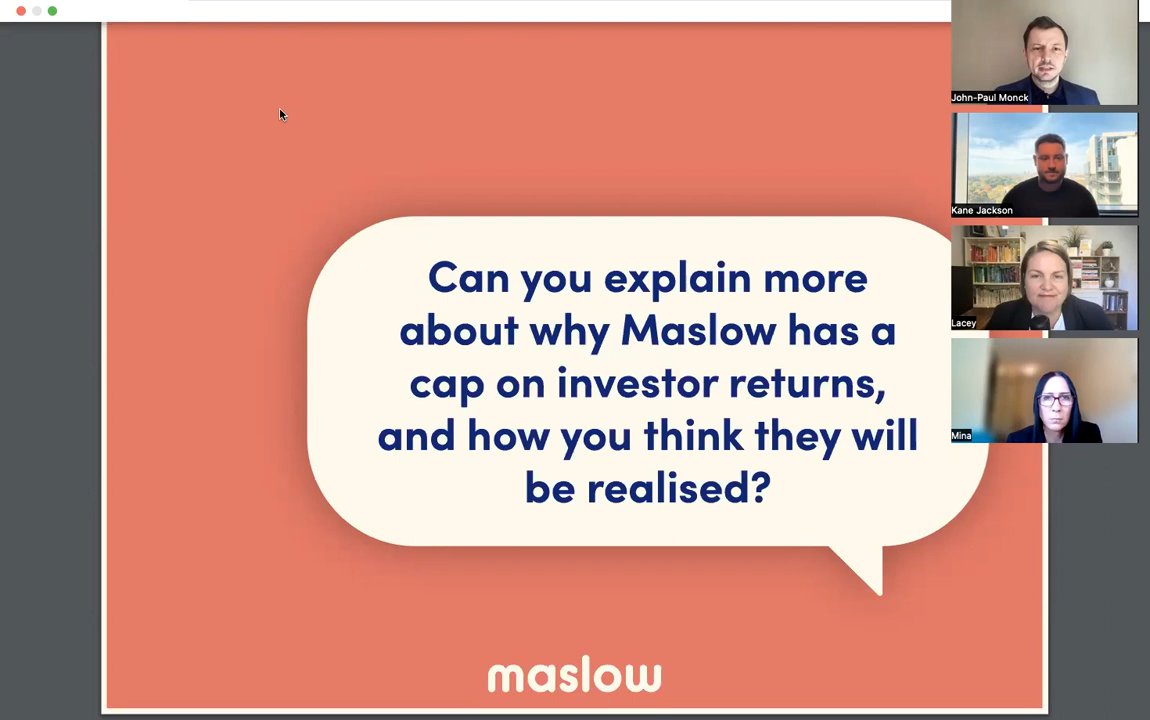 Can you explain more
about why Maslow has a
cap on investor returns,
and how you think they will
be realised?
maslow
John-Paul Monck
Kane Jackson
Lacey
Mina